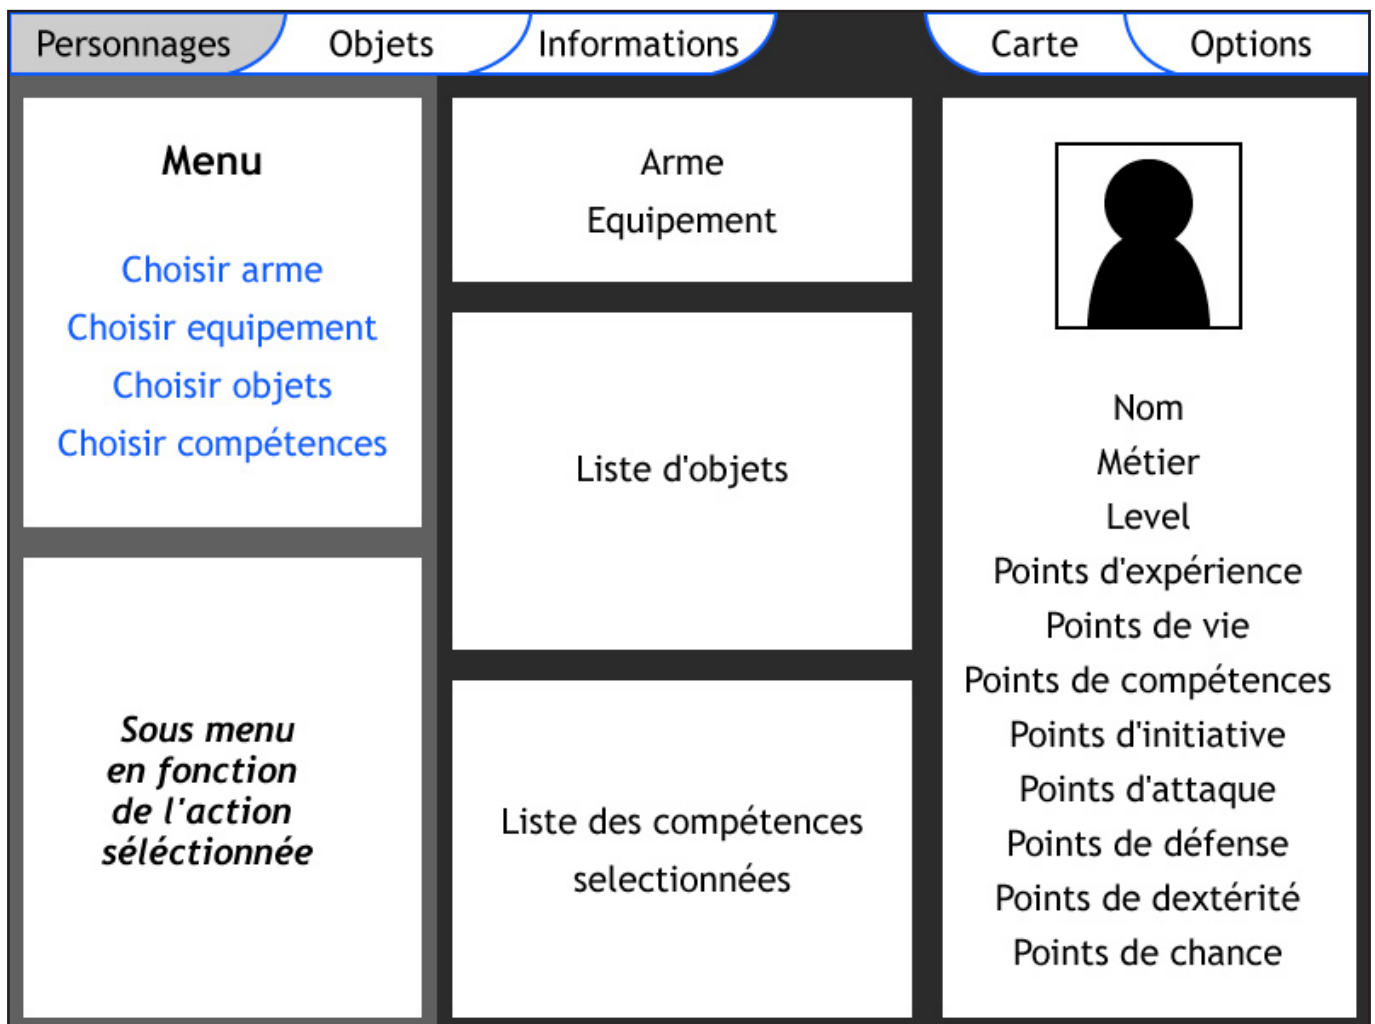 Personnages
Objets
Informations
Carte
Options
Menu
Choisir arme
Choisir equipement
Choisir objets
Choisir compétences
Sous menu
en fonction
de l'action
séléctionnée
Arme
Equipement
Liste d'objets
Liste des compétences
selectionnées
Nom
Métier
Level
Points d'expérience
Points de vie
Points de compétences
Points d'initiative
Points d'attaque
Points de défense
Points de dextérité
Points de chance